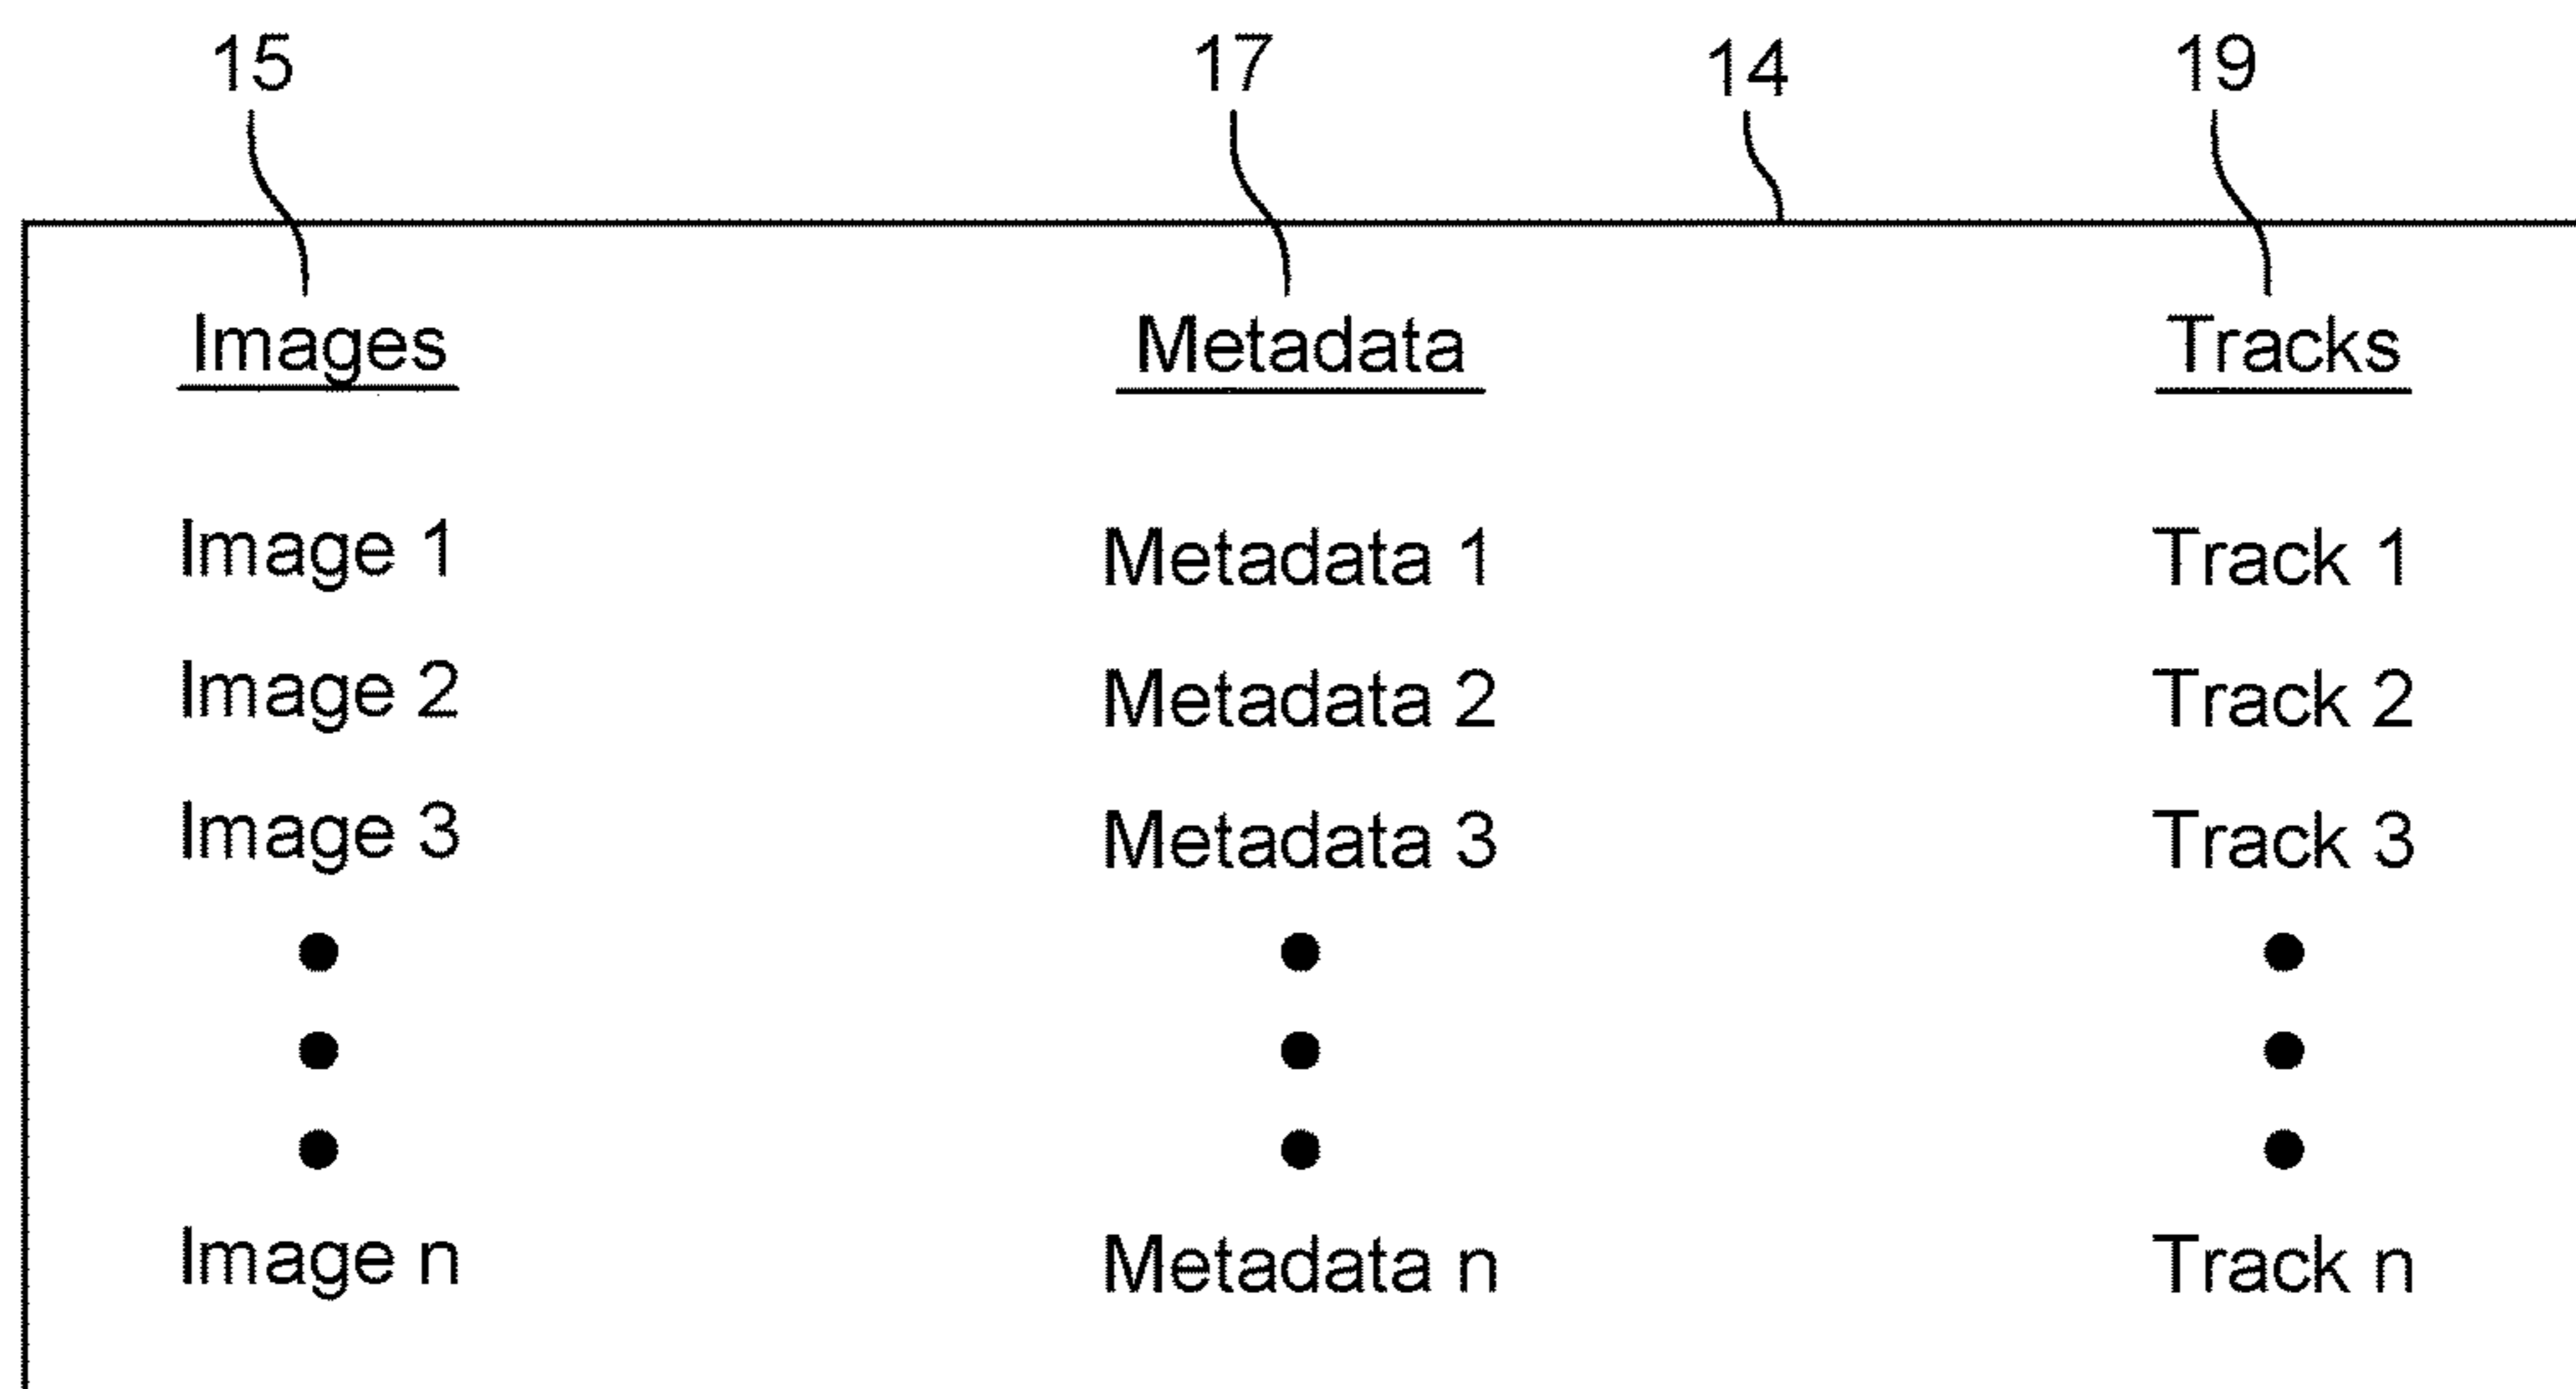 15 17 14 19
Images Metadata Tracks
Image 1 Metadata 1 Track 1
Image 2 Metadata 2 Track 2
Image 3 Metadata 3 Track 3
Image n Metadata n Track n